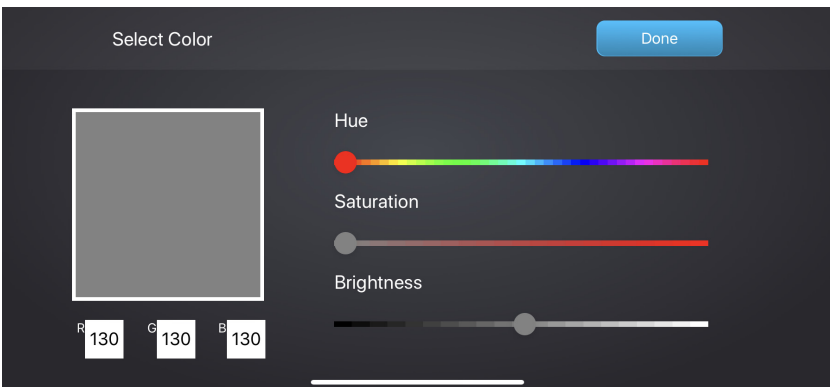 Select Color
Done
Hue
Saturation
Brightness
R 130 G 130 B 130